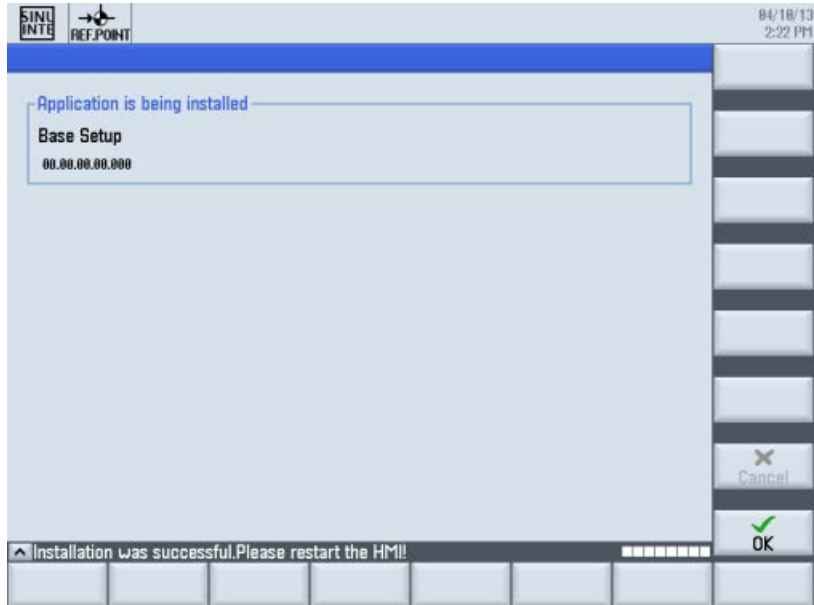 SINU
INTE
REF.POINT
04/18/13
2:22 PM
Application is being installed
Base Setup
00.00.00.00.000
Cancel
Installation was successful.Please restart the HMI!
OK